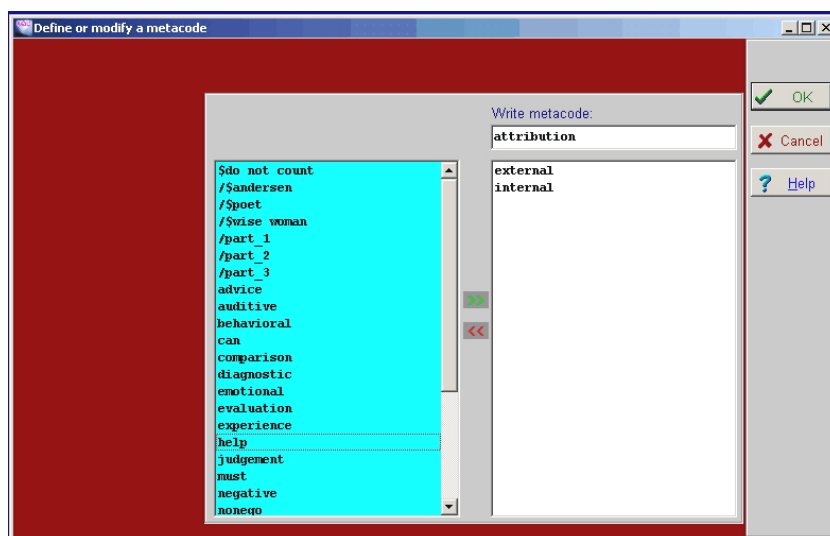 Define or modify a metacode
OK
Write metacode:
attribution
Cancel
$do not count
/$andersen
/$poet
/$wise woman
/part_1
/part_2
/part_3
advice
auditive
behavioral
can
comparison
diagnostic
emotional
evaluation
experience
help
judgement
must
negative
nonego
external
internal
>>
<<
Help